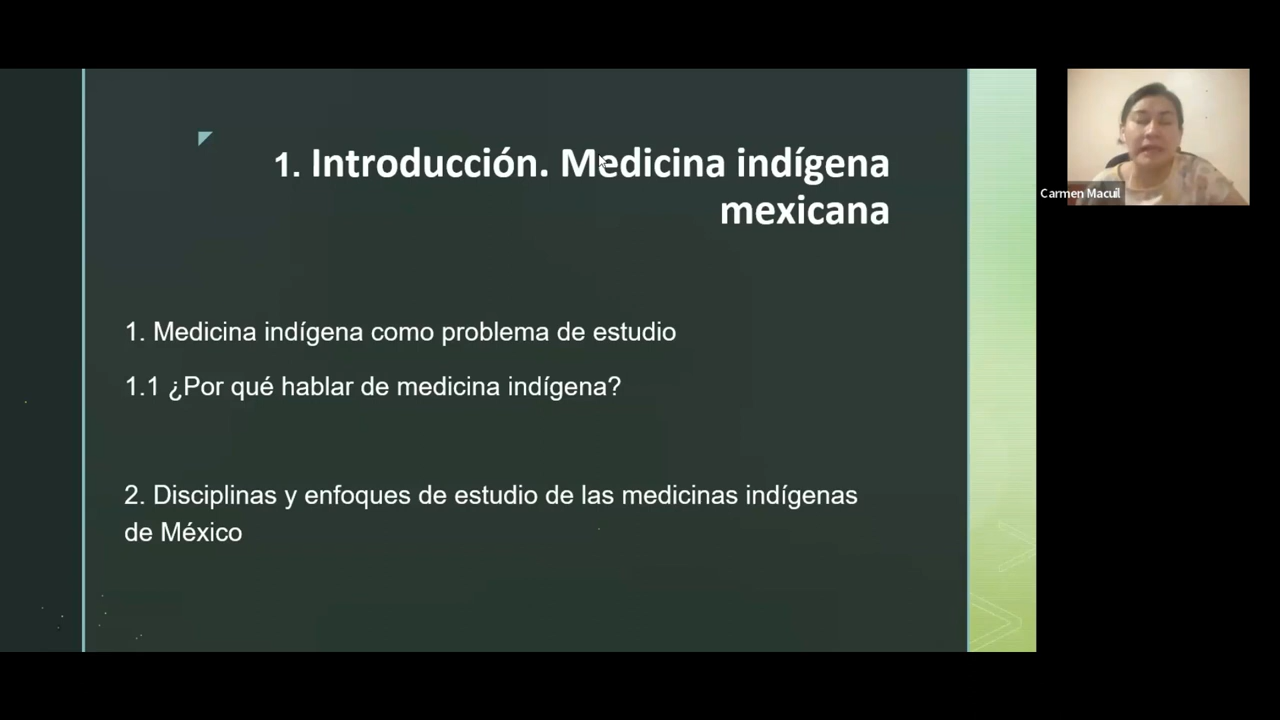 1. Introducción. Medicina indígena
mexicana
1. Medicina indígena como problema de estudio
1.1 ¿Por qué hablar de medicina indígena?
2. Disciplinas y enfoques de estudio de las medicinas indígenas
de México
Carmen Macuil